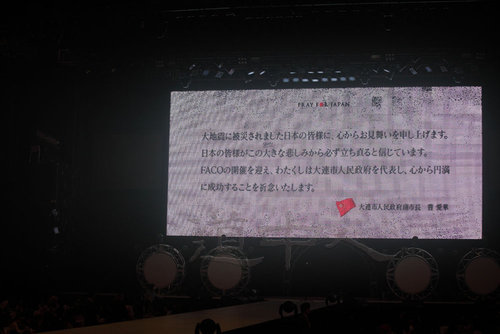 PRAY FOR JAPAN
大地震に被災されました日本の皆様に、心からお見舞いを申し上げます。
日本の皆様がこの大きな悲しみから必ず立ち直ると信じています。
FACOの開催を迎え、わたくしは大連市人民政府を代表し、心から円満
に成功することを祈念いたします。
大連市人民政府副市長 曲 愛華